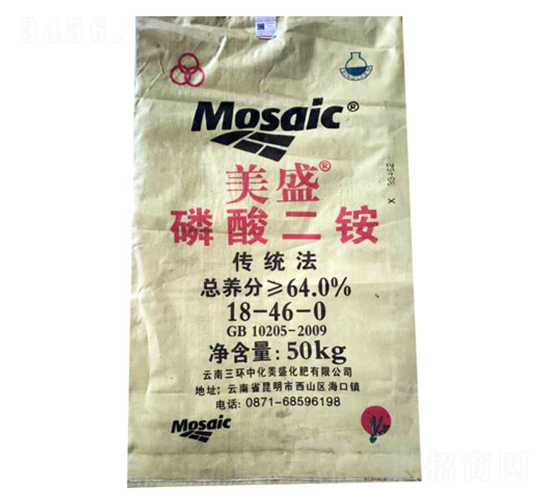 3456.
Mosaic®
美盛®
磷酸二铵
传统法
总养分≥64.0%
18-46-0
GB 10205-2009
净含量:50kg
云南三环中化美盛化肥有限公司
地址:云南省昆明市西山区海口镇
电话:0871-68596198
Mosaic
招商网